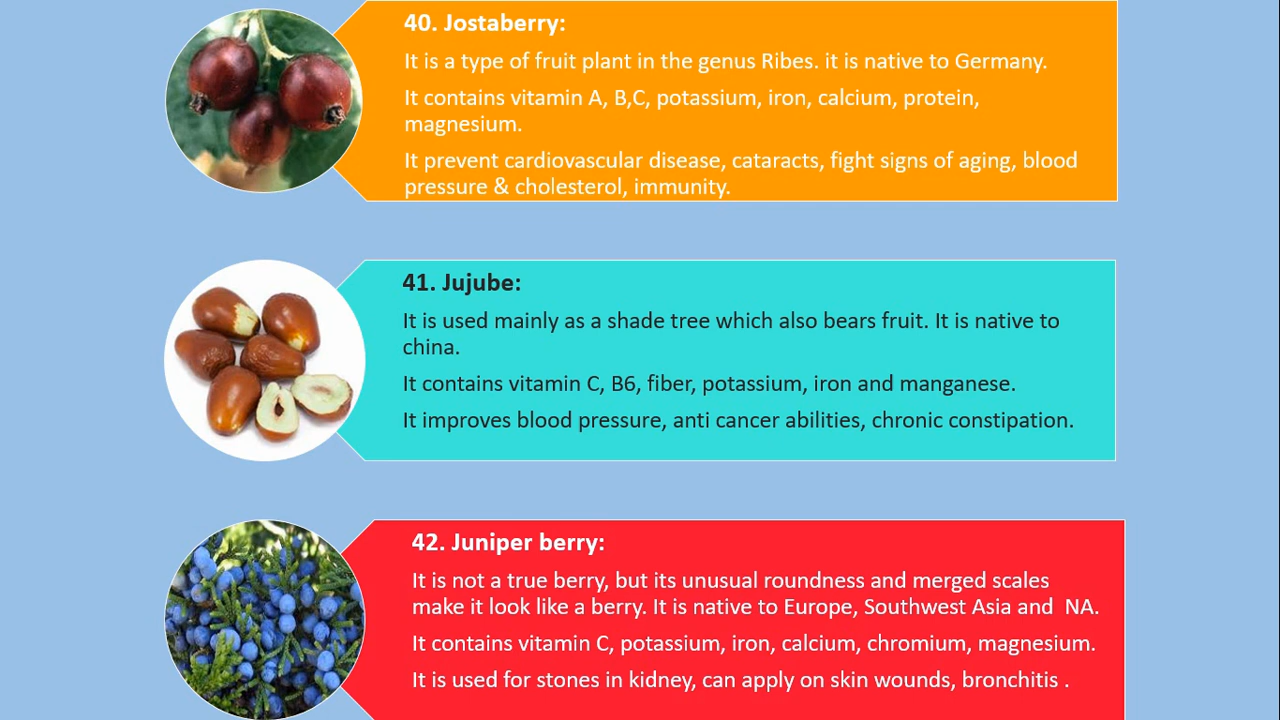 40. Jostaberry:
It is a type of fruit plant in the genus Ribes. it is native to Germany.
It contains vitamin A, B,C, potassium, iron, calcium, protein,
magnesium.
It prevent cardiovascular disease, cataracts, fight signs of aging, blood
pressure & cholesterol, immunity.
41. Jujube:
It is used mainly as a shade tree which also bears fruit. It is native to
china.
It contains vitamin C, B6, fiber, potassium, iron and manganese.
It improves blood pressure, anti cancer abilities, chronic constipation.
42. Juniper berry:
It is not a true berry, but its unusual roundness and merged scales
make it look like a berry. It is native to Europe, Southwest Asia and  NA.
It contains vitamin C, potassium, iron, calcium, chromium, magnesium.
It is used for stones in kidney, can apply on skin wounds, bronchitis .